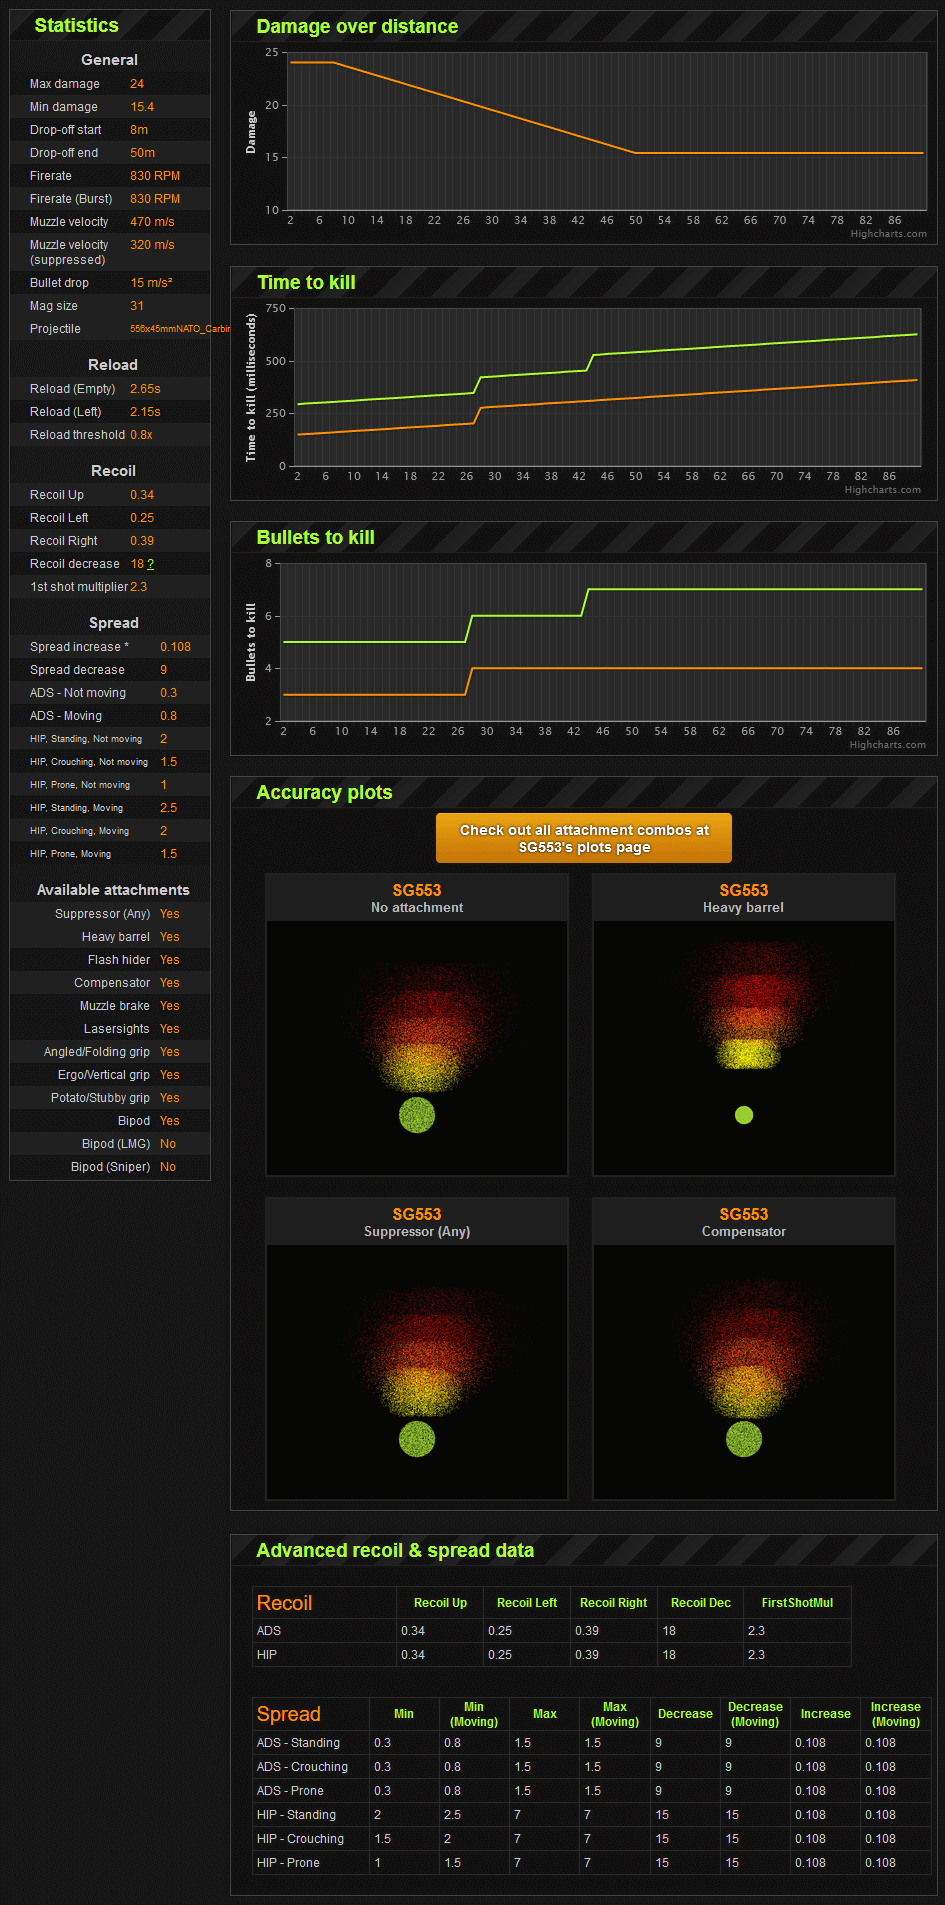 Statistics
General
Max damage 24
Min damage 15.4
Drop-off start 8m
Drop-off end 50m
Firerate 830 RPM
Firerate (Burst) 830 RPM
Muzzle velocity 470 m/s
Muzzle velocity 320 m/s
(suppressed)
Bullet drop 15 m/s²
Mag size 31
Projectile 556x45mmNATO_Carbin
Reload
Reload (Empty) 2.65s
Reload (Left) 2.15s
Reload threshold 0.8x
Recoil
Recoil Up 0.34
Recoil Left 0.25
Recoil Right 0.39
Recoil decrease 18 ?
1st shot multiplier 2.3
Spread
Spread increase * 0.108
Spread decrease 9
ADS - Not moving 0.3
ADS - Moving 0.8
HIP, Standing, Not moving 2
HIP, Crouching, Not moving 1.5
HIP, Prone, Not moving 1
HIP, Standing, Moving 2.5
HIP, Crouching, Moving 2
HIP, Prone, Moving 1.5
Available attachments
Suppressor (Any) Yes
Heavy barrel Yes
Flash hider Yes
Compensator Yes
Muzzle brake Yes
Lasersights Yes
Angled/Folding grip Yes
Ergo/Vertical grip Yes
Potato/Stubby grip Yes
Bipod Yes
Bipod (LMG) No
Bipod (Sniper) No
Damage over distance
Damage
25
20
15
10
2 6 10 14 18 22 26 30 34 38 42 46 50 54 58 62 66 70 74 78 82 86
Highcharts.com
Time to kill
Time to kill (milliseconds)
750
500
250
0
2 6 10 14 18 22 26 30 34 38 42 46 50 54 58 62 66 70 74 78 82 86
Highcharts.com
Bullets to kill
Bullets to kill
8
6
4
2
2 6 10 14 18 22 26 30 34 38 42 46 50 54 58 62 66 70 74 78 82 86
Highcharts.com
Accuracy plots
Check out all attachment combos at
SG553's plots page
SG553
No attachment
SG553
Heavy barrel
SG553
Suppressor (Any)
SG553
Compensator
Advanced recoil & spread data
Recoil Recoil Up Recoil Left Recoil Right Recoil Dec FirstShotMul
ADS 0.34 0.25 0.39 18 2.3
HIP 0.34 0.25 0.39 18 2.3
Spread Min Min (Moving) Max Max (Moving) Decrease Decrease (Moving) Increase Increase (Moving)
ADS - Standing 0.3 0.8 1.5 1.5 9 9 0.108 0.108
ADS - Crouching 0.3 0.8 1.5 1.5 9 9 0.108 0.108
ADS - Prone 0.3 0.8 1.5 1.5 9 9 0.108 0.108
HIP - Standing 2 2.5 7 7 15 15 0.108 0.108
HIP - Crouching 1.5 2 7 7 15 15 0.108 0.108
HIP - Prone 1 1.5 7 7 15 15 0.108 0.108